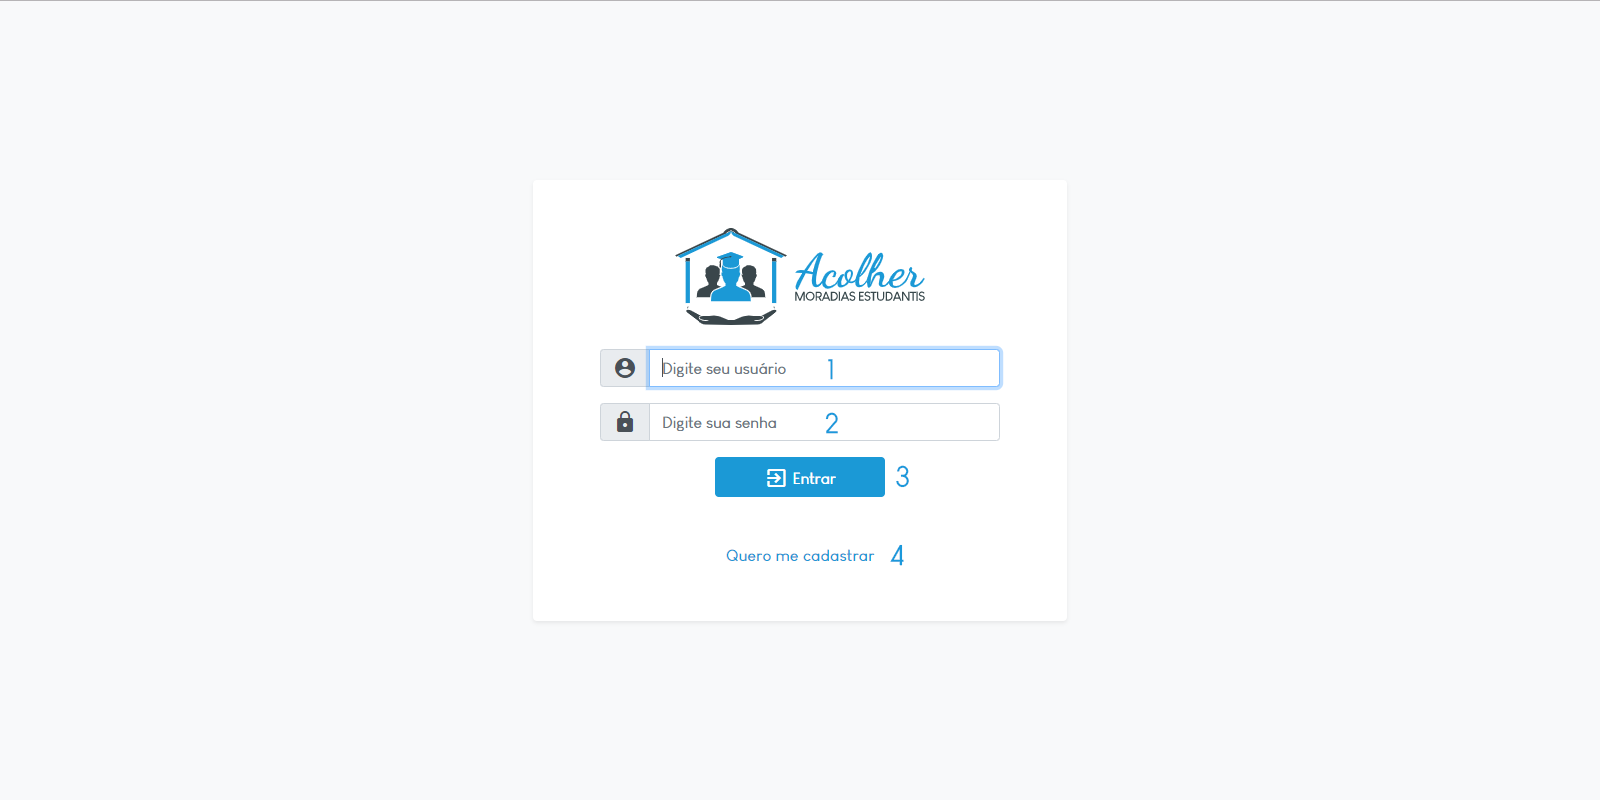 Acolher
MORADIAS ESTUDANTIS
Digite seu usuário 1
Digite sua senha 2
Entrar 3
Quero me cadastrar 4